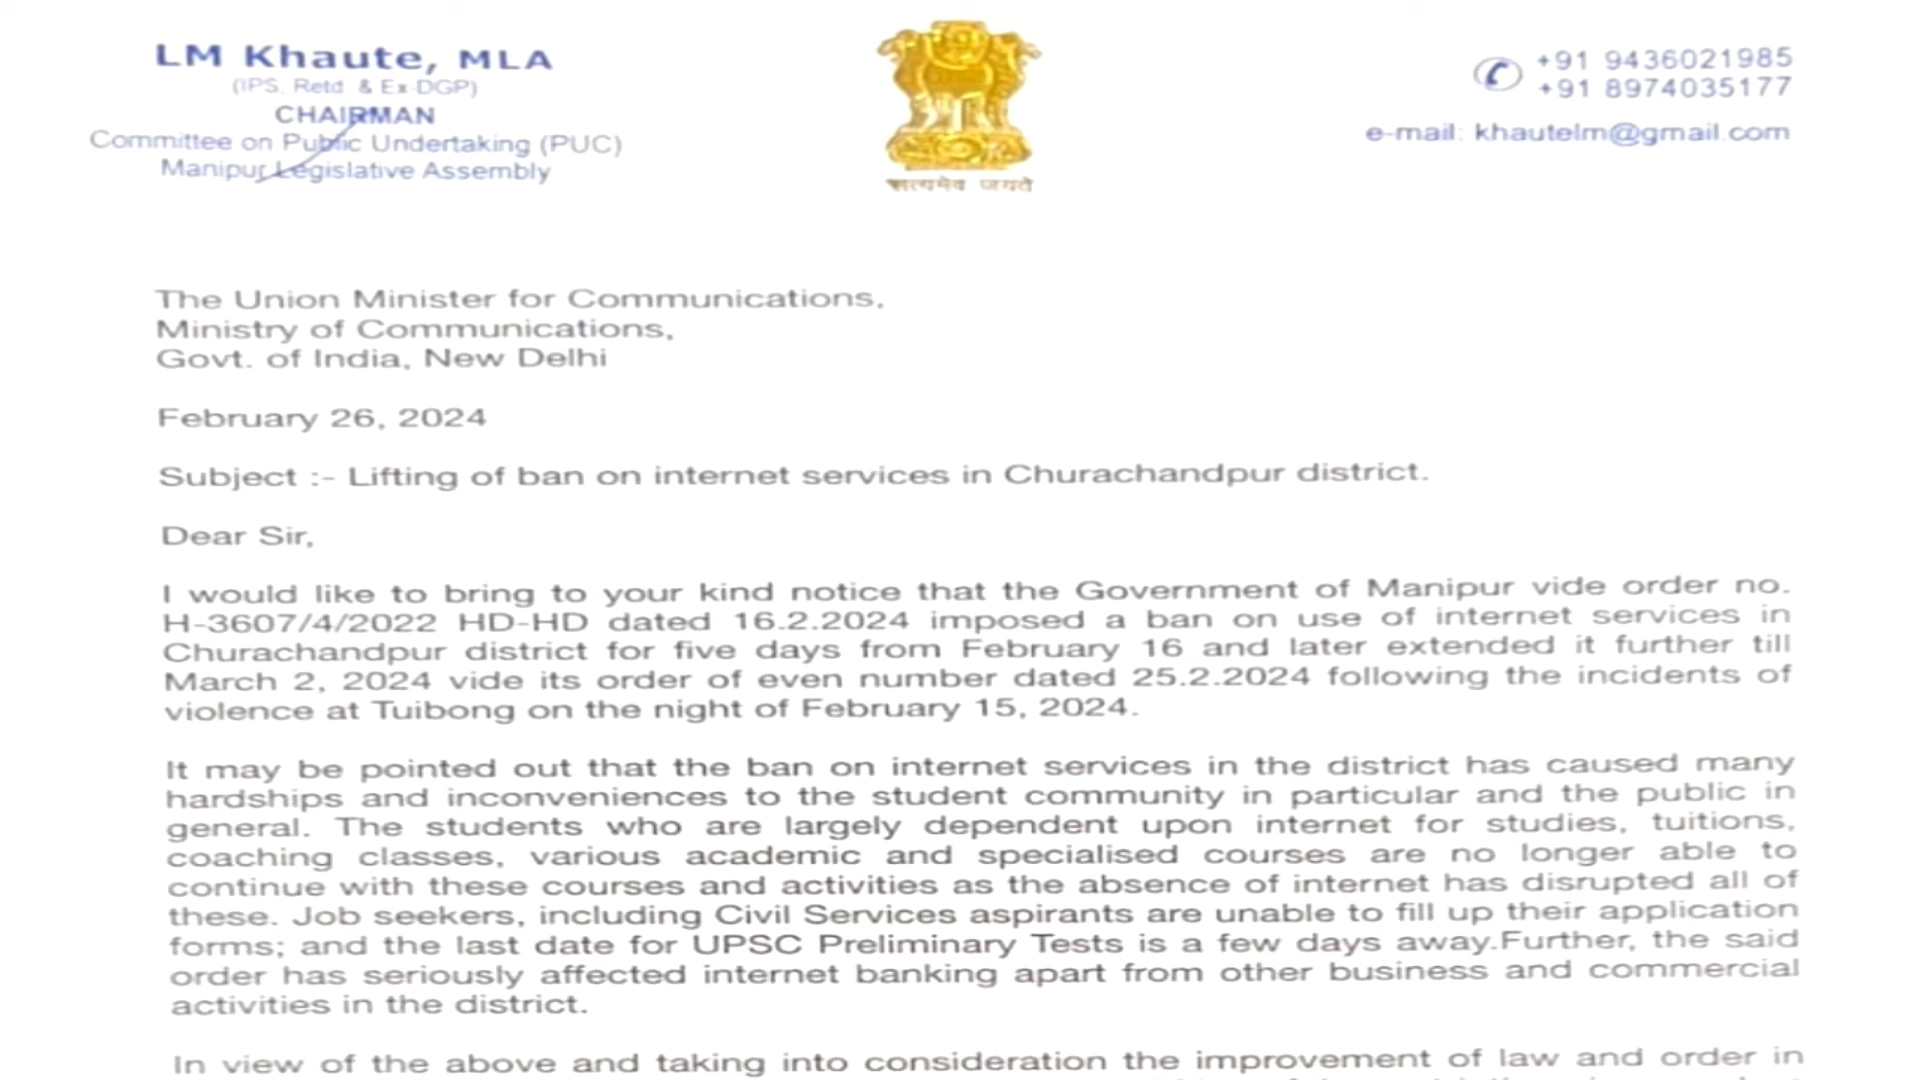 LM Khaute, MLA
(IPS, Retd & Ex-DGP)
CHAIRMAN
Committee on Public Undertaking (PUC)
Manipur Legislative Assembly
सत्यमेव जयते
+91 9436021985
+91 8974035177
e-mail: khautelm@gmail.com
The Union Minister for Communications,
Ministry of Communications,
Govt. of India, New Delhi
February 26, 2024
Subject :- Lifting of ban on internet services in Churachandpur district.
Dear Sir,
I would like to bring to your kind notice that the Government of Manipur vide order no.
H-3607/4/2022 HD-HD dated 16.2.2024 imposed a ban on use of internet services in
Churachandpur district for five days from February 16 and later extended it further till
March 2, 2024 vide its order of even number dated 25.2.2024 following the incidents of
violence at Tuibong on the night of February 15, 2024.
It may be pointed out that the ban on internet services in the district has caused many
hardships and inconveniences to the student community in particular and the public in
general. The students who are largely dependent upon internet for studies, tuitions,
coaching classes, various academic and specialised courses are no longer able to
continue with these courses and activities as the absence of internet has disrupted all of
these. Job seekers, including Civil Services aspirants are unable to fill up their application
forms; and the last date for UPSC Preliminary Tests is a few days away.Further, the said
order has seriously affected internet banking apart from other business and commercial
activities in the district.
In view of the above and taking into consideration the improvement of law and order in